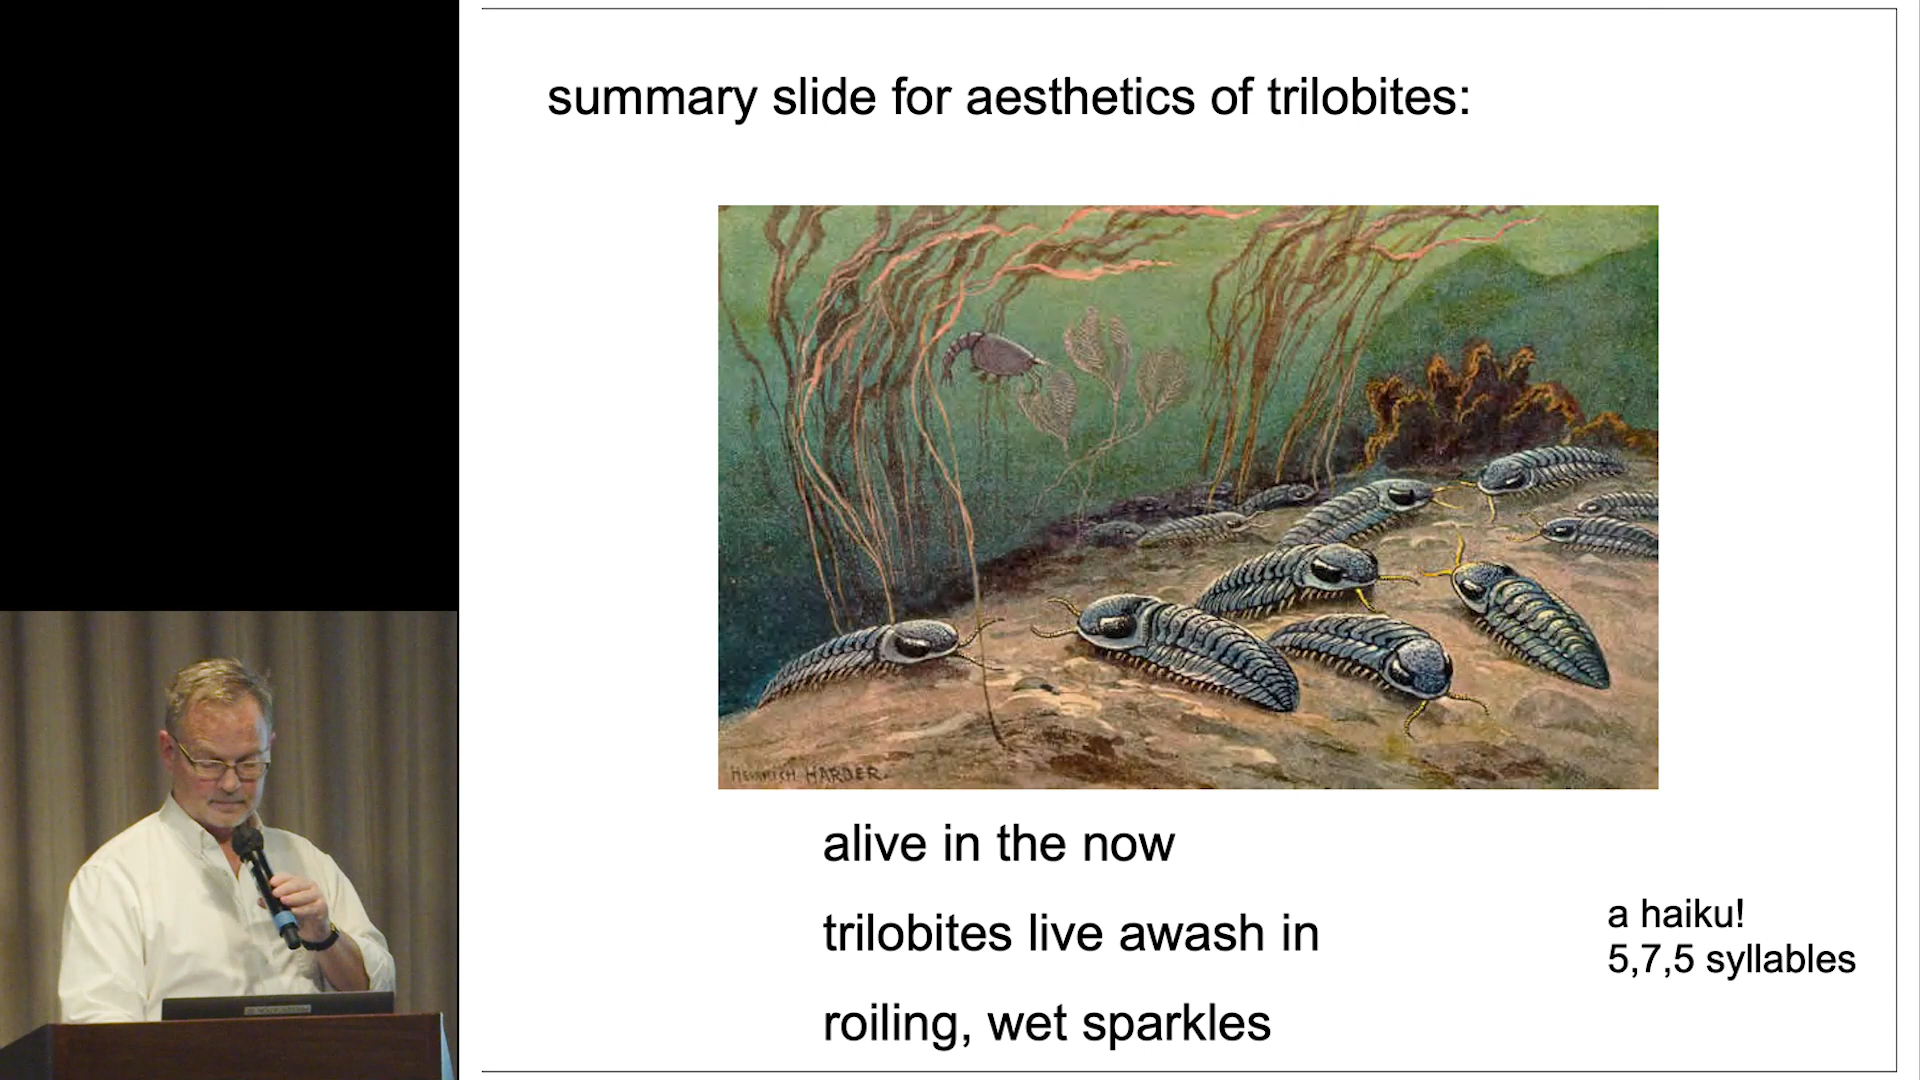 summary slide for aesthetics of trilobites:
HEINRICH HARDER.
alive in the now
trilobites live awash in
roiling, wet sparkles
a haiku!
5,7,5 syllables